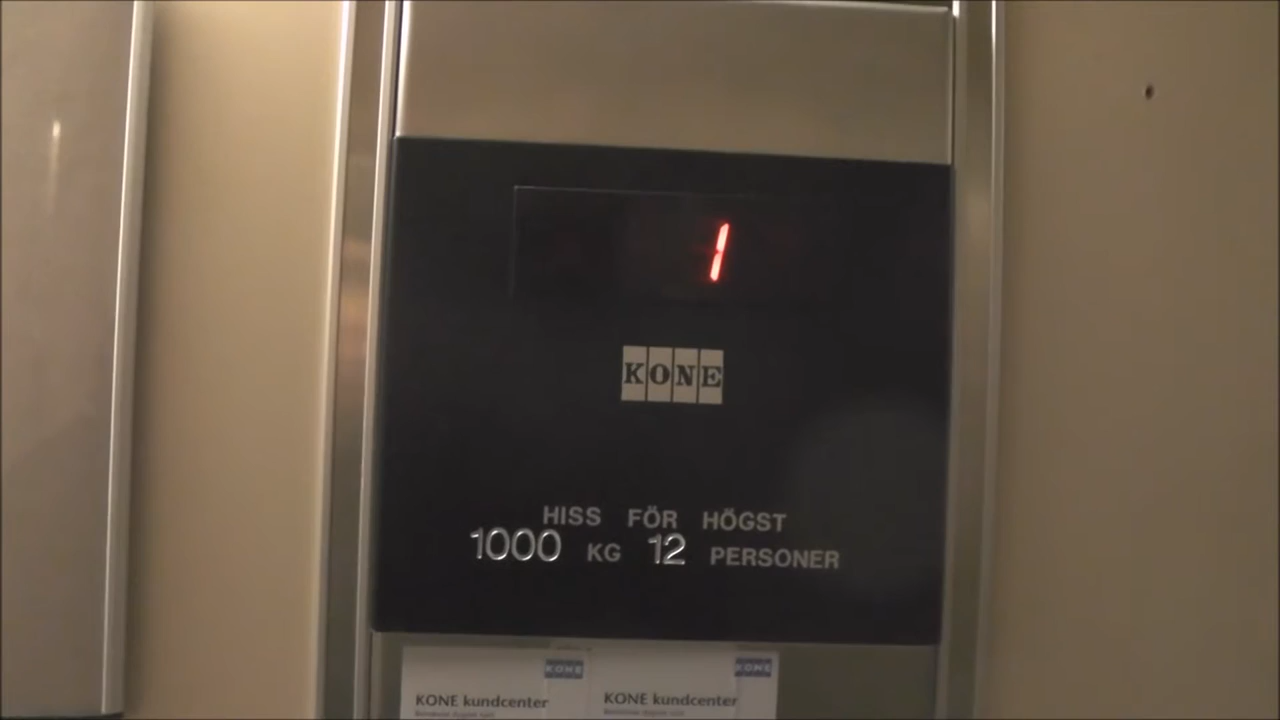 1
KONE
HISS FÖR HÖGST
1000 KG 12 PERSONER
KONE
KONE
KONE kundcenter
KONE kundcenter